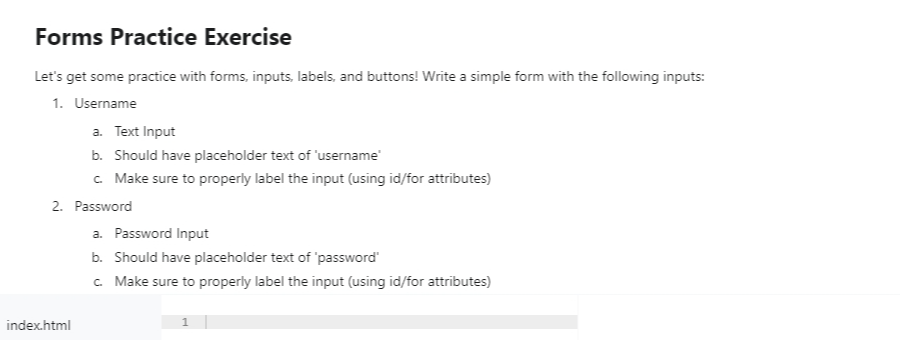 Forms Practice Exercise
Let's get some practice with forms, inputs, labels, and buttons! Write a simple form with the following inputs:
1. Username
a. Text Input
b. Should have placeholder text of 'username'
c. Make sure to properly label the input (using id/for attributes)
2. Password
a. Password Input
b. Should have placeholder text of 'password'
c. Make sure to properly label the input (using id/for attributes)
index.html
1